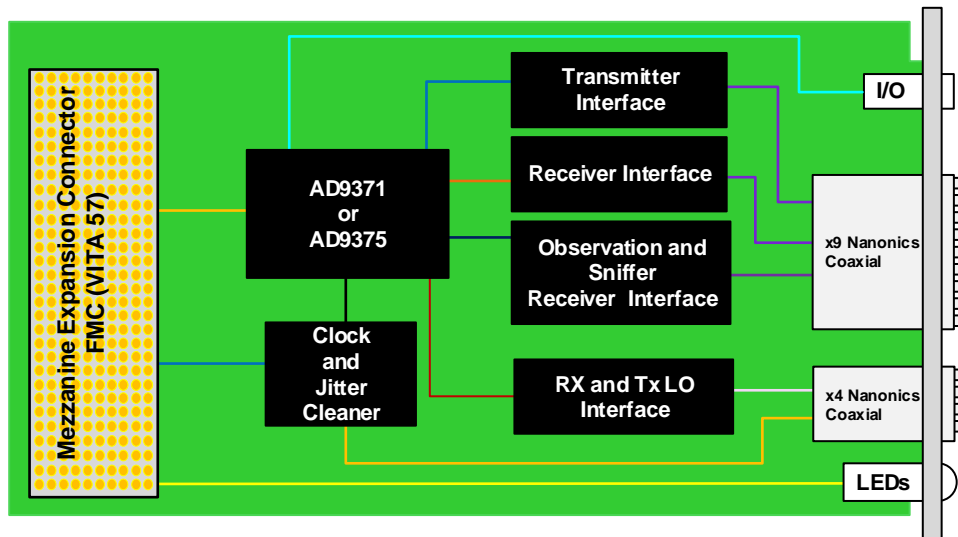 Mezzanine Expansion Connector
FMC (VITA 57)
AD9371
or
AD9375
Clock
and
Jitter
Cleaner
Transmitter
Interface
Receiver Interface
Observation and
Sniffer
Receiver Interface
RX and Tx LO
Interface
I/O
x9 Nanonics
Coaxial
x4 Nanonics
Coaxial
LEDs